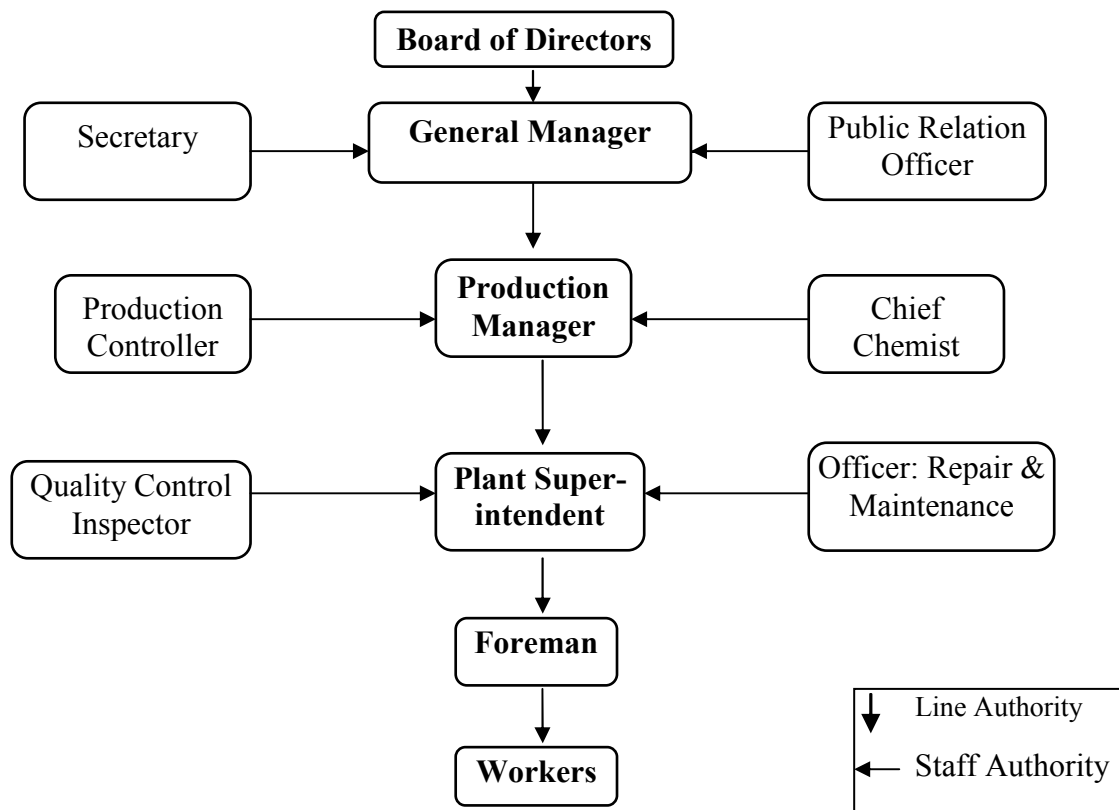 Board of Directors
Secretary
General Manager
Public Relation
Officer
Production
Controller
Production
Manager
Chief
Chemist
Quality Control
Inspector
Plant Super-
intendent
Officer: Repair &
Maintenance
Foreman
Workers
Line Authority
Staff Authority